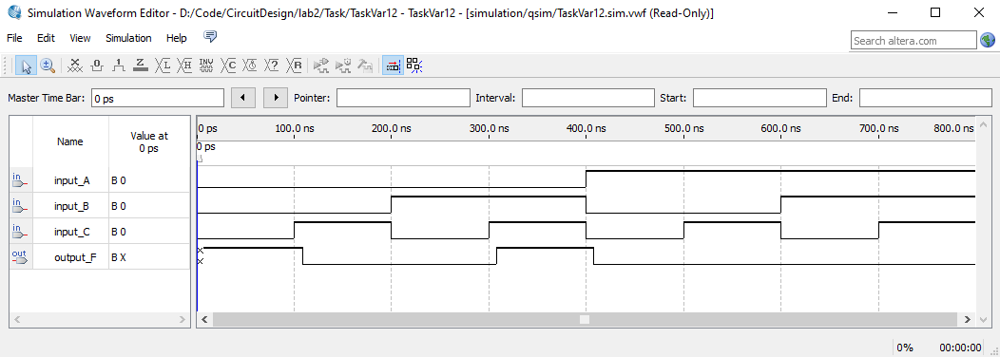 Simulation Waveform Editor - D:/Code/CircuitDesign/lab2/Task/TaskVar12 - TaskVar12 - [simulation/qsim/TaskVar12.sim.vwf (Read-Only)]
File Edit View Simulation Help
Search altera.com
Master Time Bar: 0 ps Pointer: Interval: Start: End:
Name Value at 0 ps
0 ps 100.0 ns 200.0 ns 300.0 ns 400.0 ns 500.0 ns 600.0 ns 700.0 ns 800.0 ns
0 ps
in input_A B 0
in input_B B 0
in input_C B 0
out output_F B X
0% 00:00:00